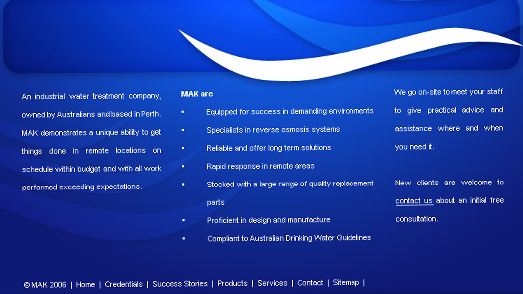 An industrial water treatment company,
owned by Australians and based in Perth.
MAK demonstrates a unique ability to get
things done in remote locations on
schedule within budget and with all work
performed exceeding expectations.
MAK are
• Equipped for success in demanding environments
• Specialists in reverse osmosis systems
• Reliable and offer long term solutions
• Rapid response in remote areas
• Stocked with a large range of quality replacement
parts
• Proficient in design and manufacture
• Compliant to Australian Drinking Water Guidelines
We go on-site to meet your staff
to give practical advice and
assistance where and when
you need it.
New clients are welcome to
contact us about an initial free
consultation.
© MAK 2006 | Home | Credentials | Success Stories | Products | Services | Contact | Sitemap |